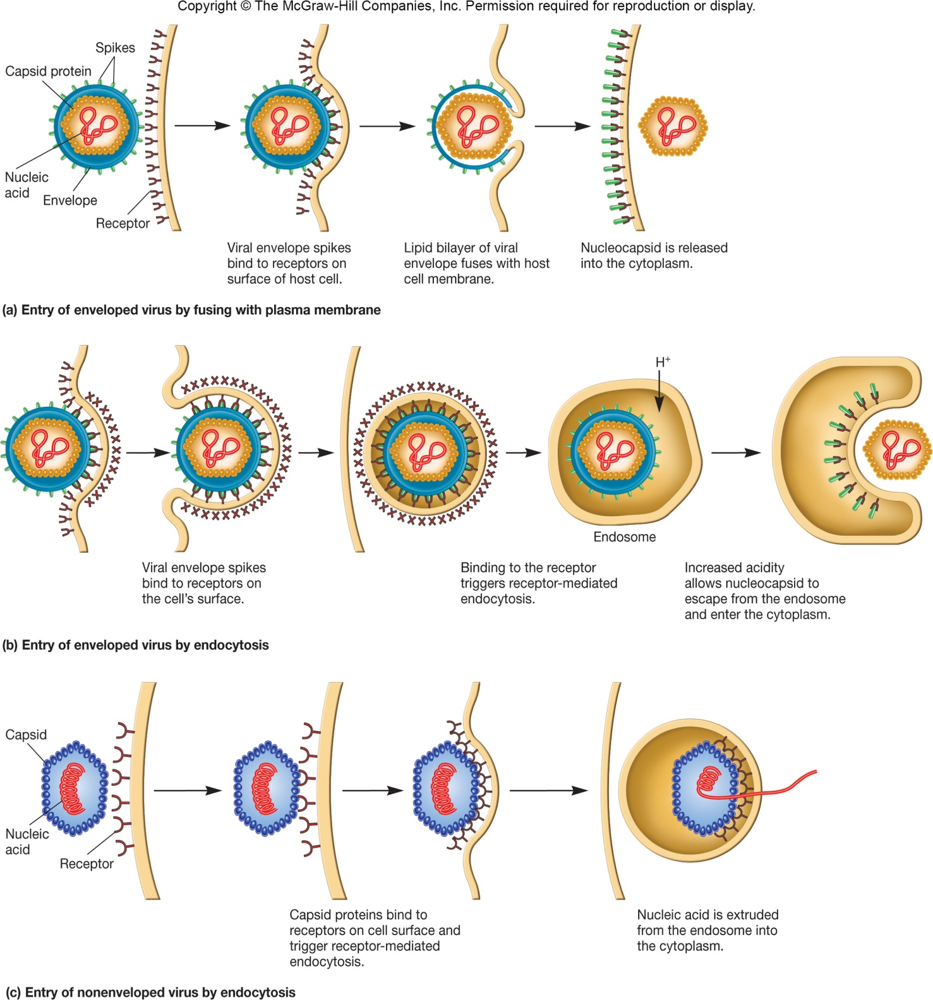 Copyright © The McGraw-Hill Companies, Inc. Permission required for reproduction or display.
Spikes
Capsid protein
Nucleic
acid
Envelope
Receptor
Viral envelope spikes
bind to receptors on
surface of host cell.
Lipid bilayer of viral
envelope fuses with host
cell membrane.
Nucleocapsid is released
into the cytoplasm.
(a) Entry of enveloped virus by fusing with plasma membrane
H+
Endosome
Viral envelope spikes
bind to receptors on
the cell's surface.
Binding to the receptor
triggers receptor-mediated
endocytosis.
Increased acidity
allows nucleocapsid to
escape from the endosome
and enter the cytoplasm.
(b) Entry of enveloped virus by endocytosis
Capsid
Nucleic
acid
Receptor
Capsid proteins bind to
receptors on cell surface and
trigger receptor-mediated
endocytosis.
Nucleic acid is extruded
from the endosome into
the cytoplasm.
(c) Entry of nonenveloped virus by endocytosis